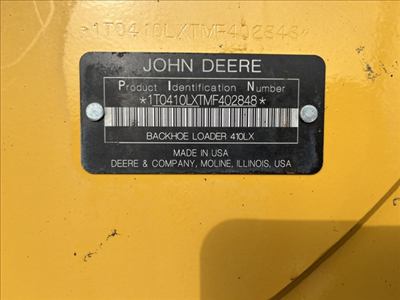 *1T0410LXTMF402848*
JOHN DEERE
Product Identification Number
*1T0410LXTMF402848*
BACKHOE LOADER 410LX
MADE IN USA
DEERE & COMPANY, MOLINE, ILLINOIS, USA